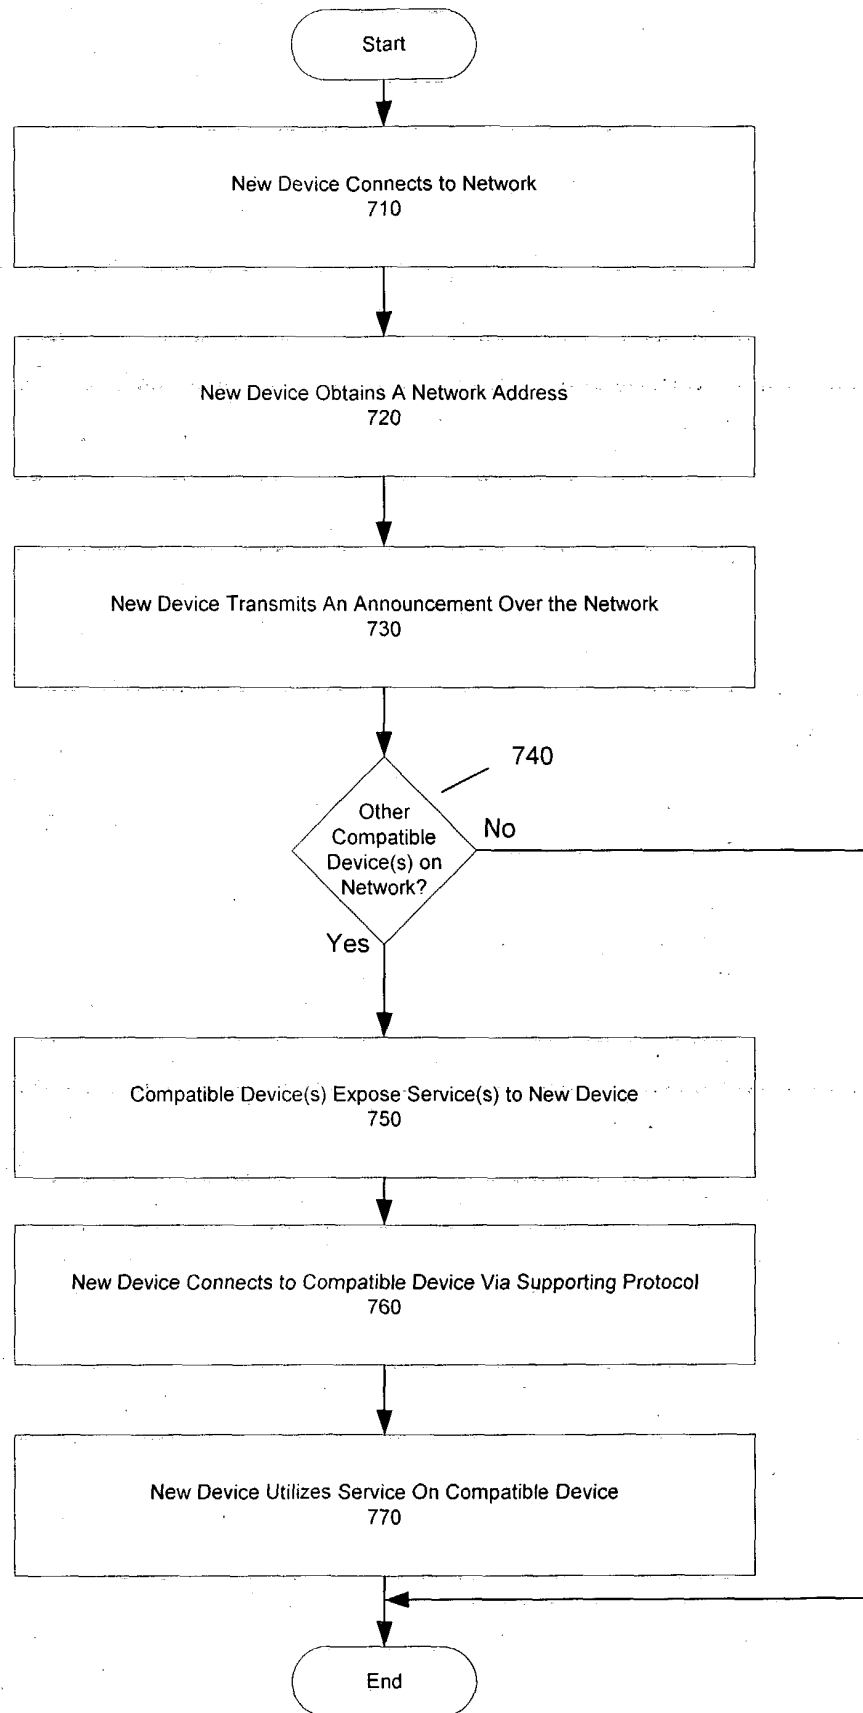 Start
New Device Connects to Network
710
New Device Obtains A Network Address
720
New Device Transmits An Announcement Over the Network
730
740
Other
Compatible
Device(s) on
Network?
No
Yes
Compatible Device(s) Expose Service(s) to New Device
750
New Device Connects to Compatible Device Via Supporting Protocol
760
New Device Utilizes Service On Compatible Device
770
End